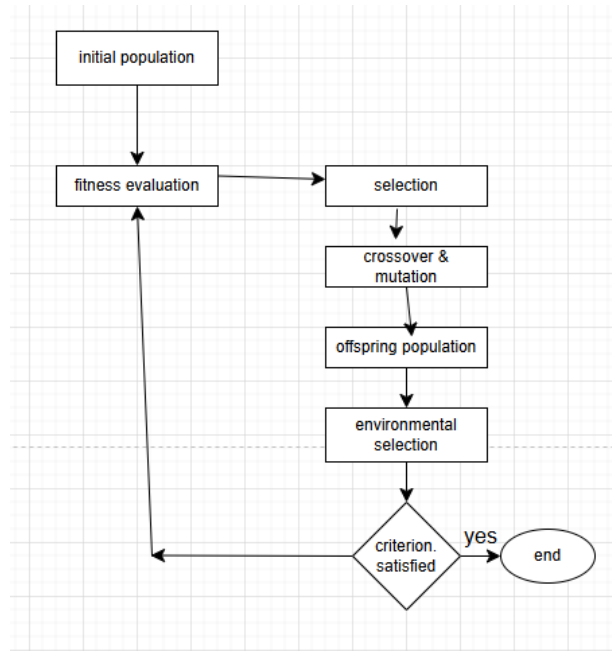 initial population
fitness evaluation
selection
crossover &
mutation
offspring population
environmental
selection
criterion.
satisfied
yes
end